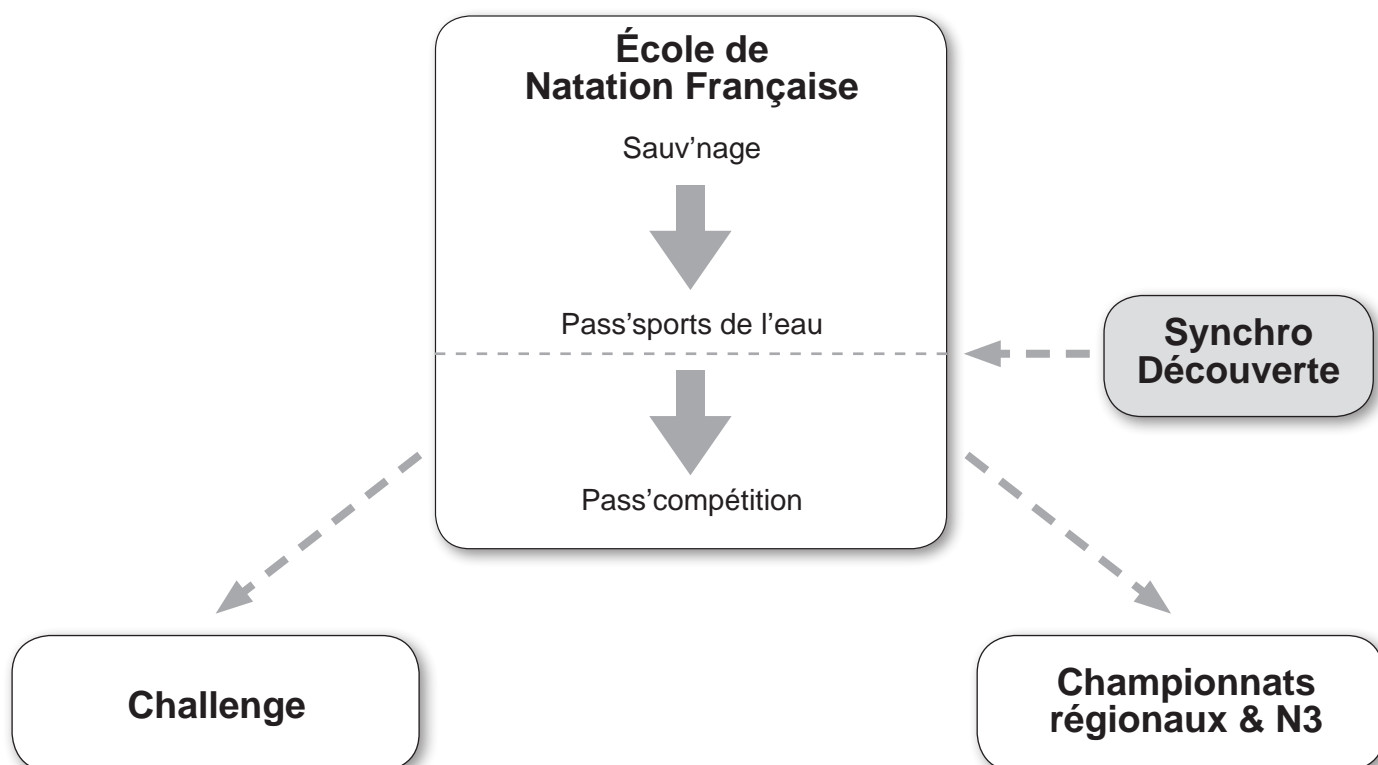 École de
Natation Française
Sauv’nage
Pass’sports de l’eau
Synchro
Découverte
Pass’compétition
Challenge
Championnats
régionaux & N3